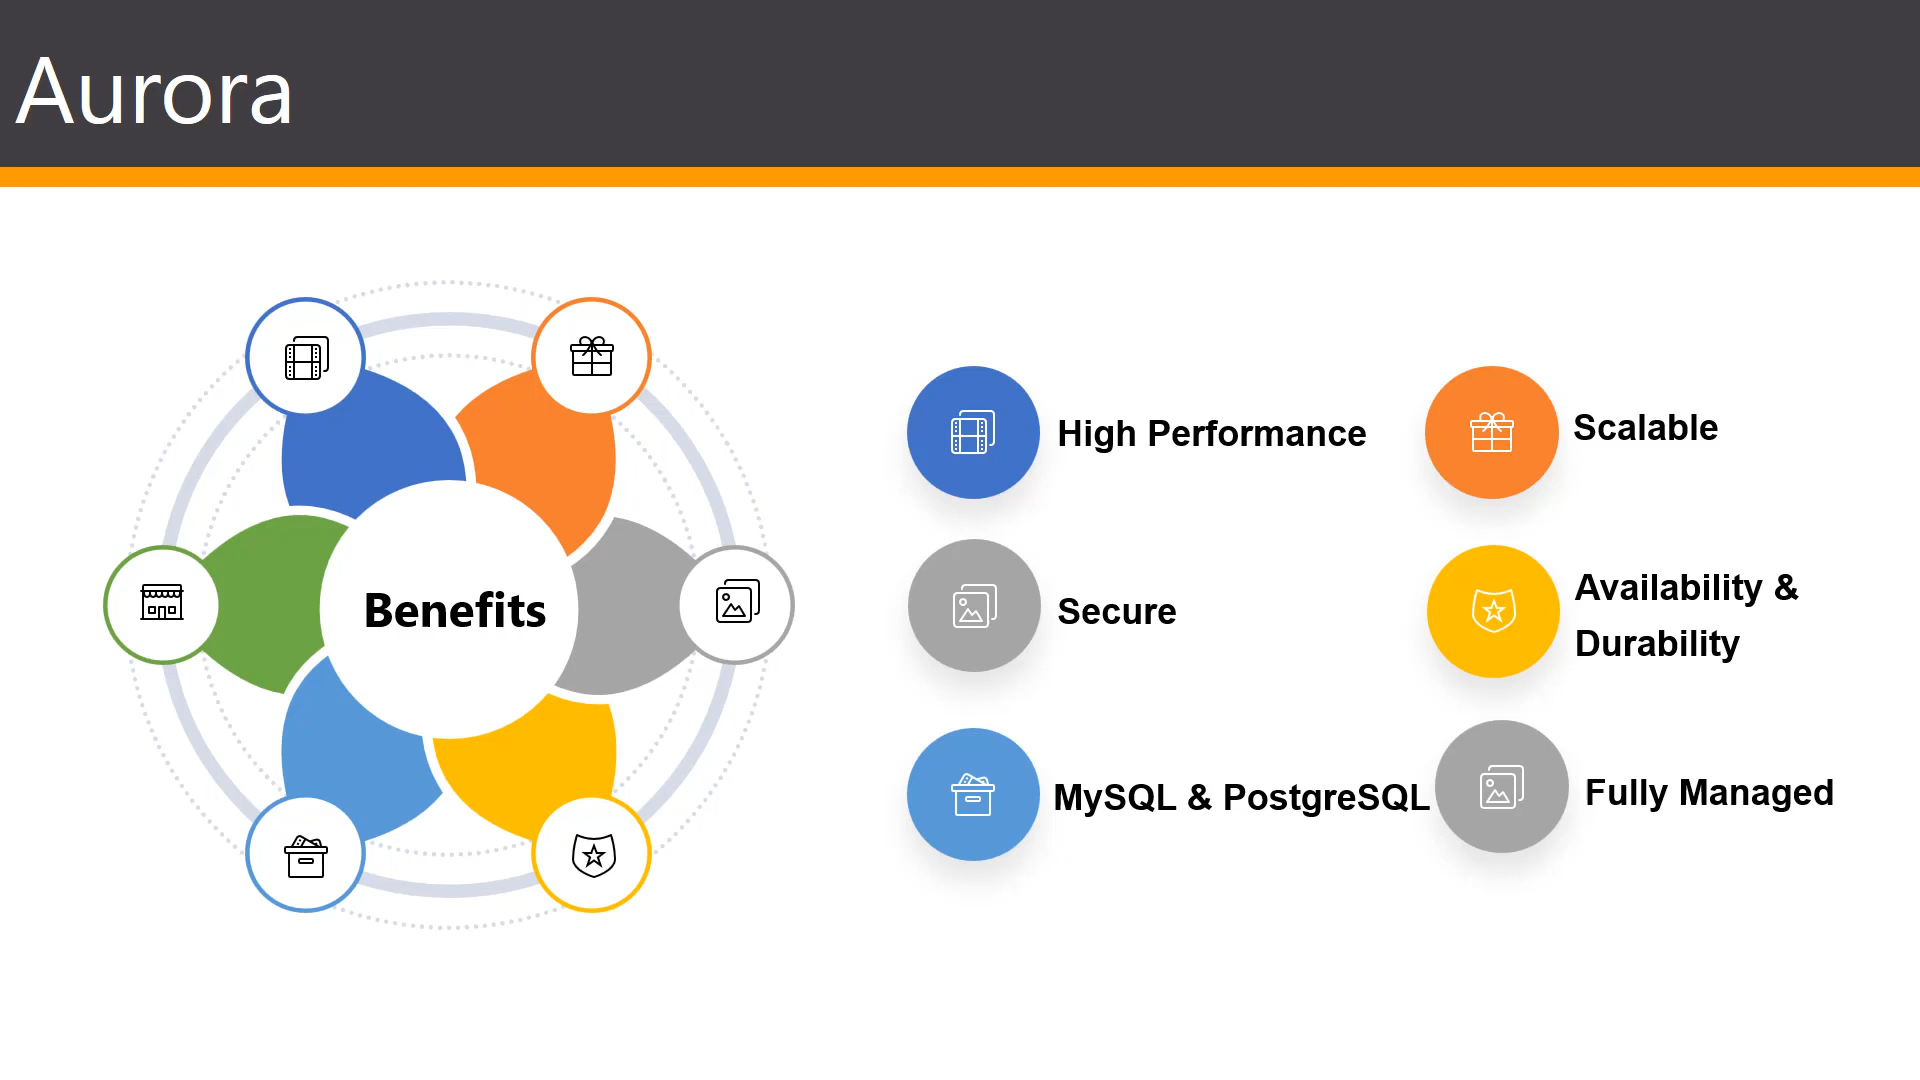 Aurora
Benefits
High Performance
Scalable
Secure
Availability &
Durability
MySQL & PostgreSQL
Fully Managed